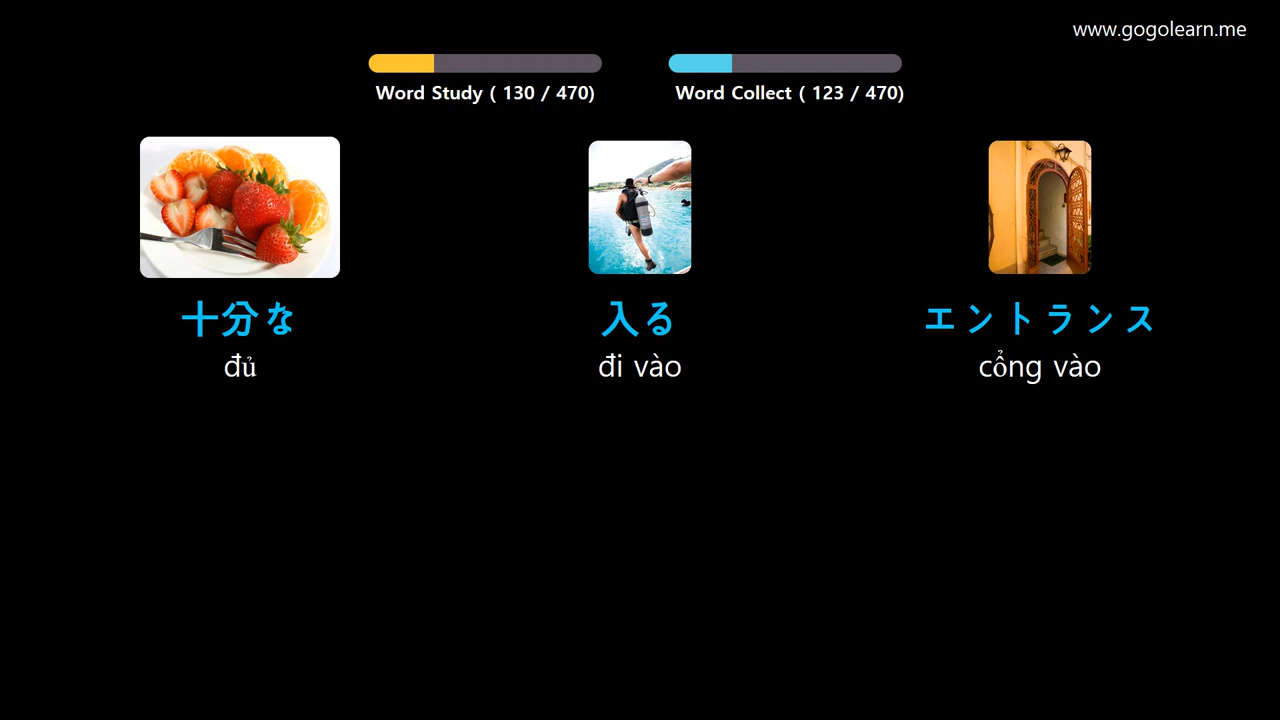 www.gogolearn.me
Word Study ( 130 / 470)
Word Collect ( 123 / 470)
十分な
入る
エントランス
đủ
đi vào
cổng vào